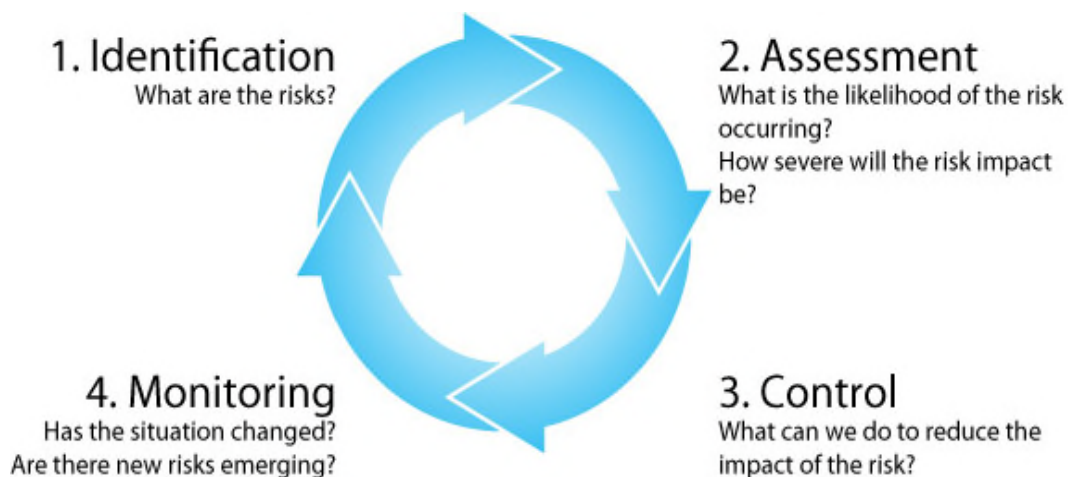 1. Identification
What are the risks?
2. Assessment
What is the likelihood of the risk
occurring?
How severe will the risk impact
be?
3. Control
What can we do to reduce the
impact of the risk?
4. Monitoring
Has the situation changed?
Are there new risks emerging?